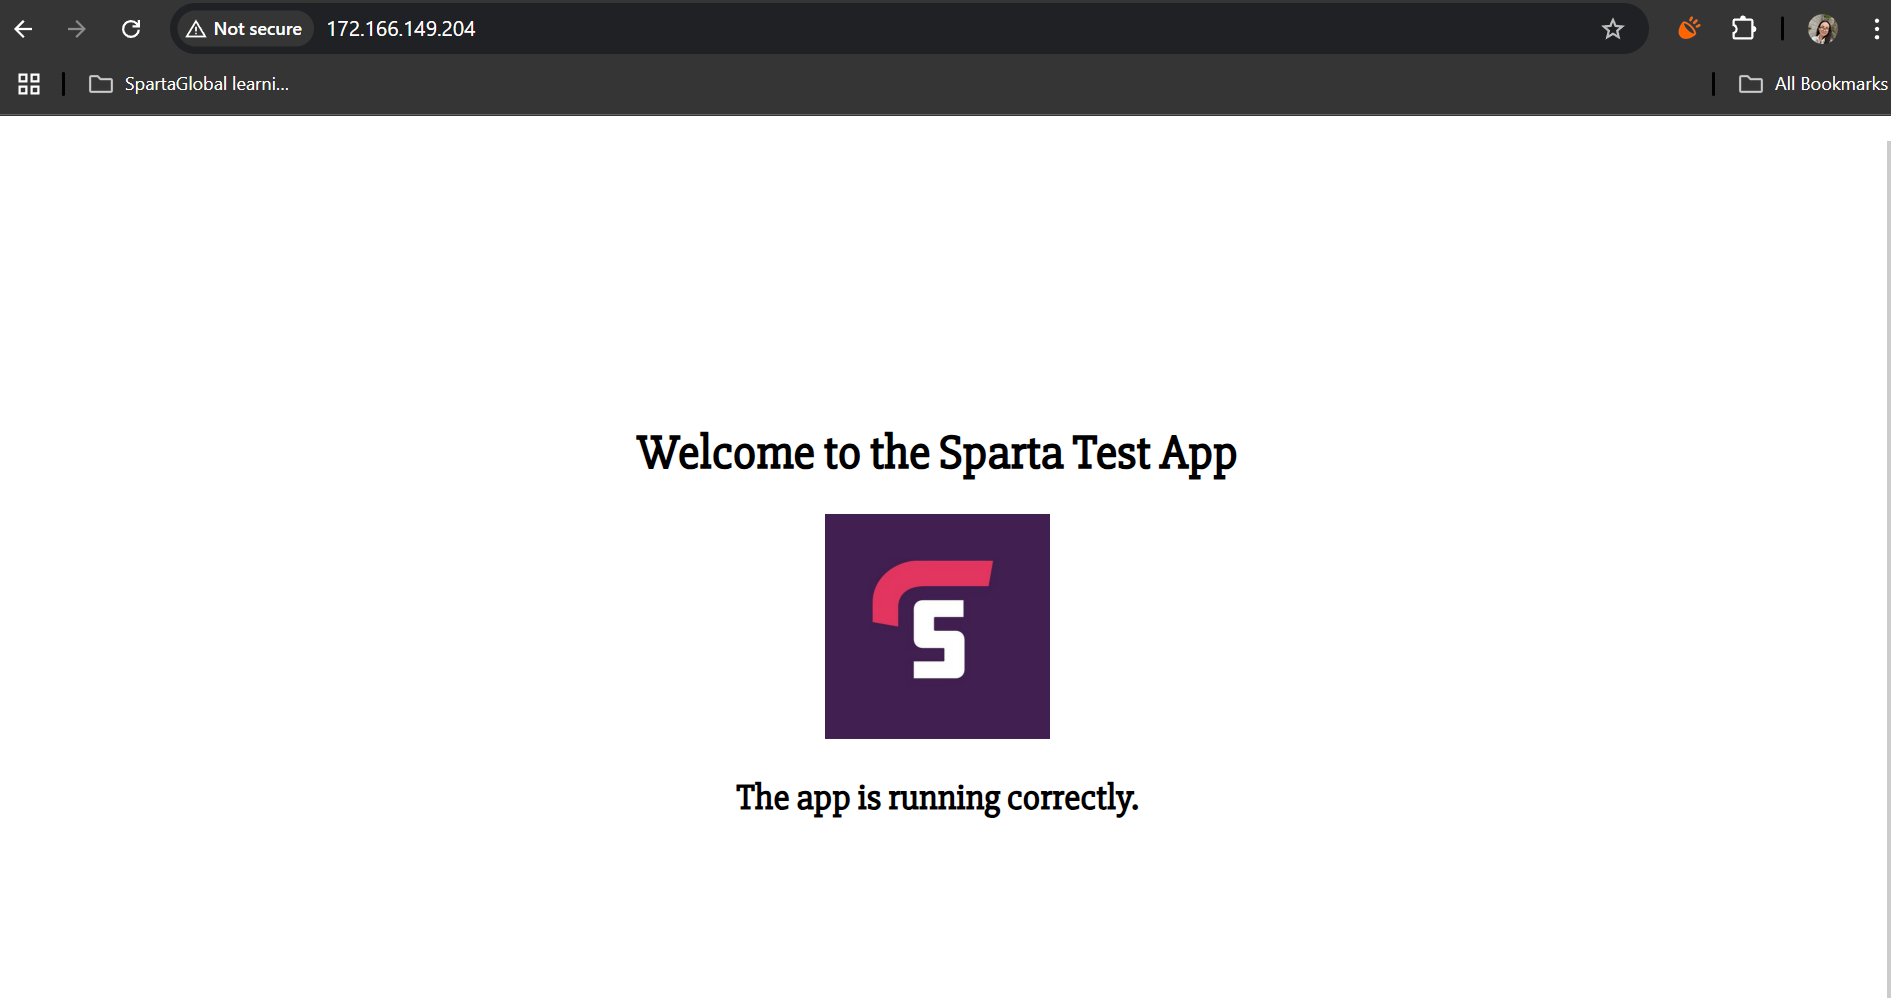 Not secure
172.166.149.204
SpartaGlobal learni...
All Bookmarks
Welcome to the Sparta Test App
S
The app is running correctly.